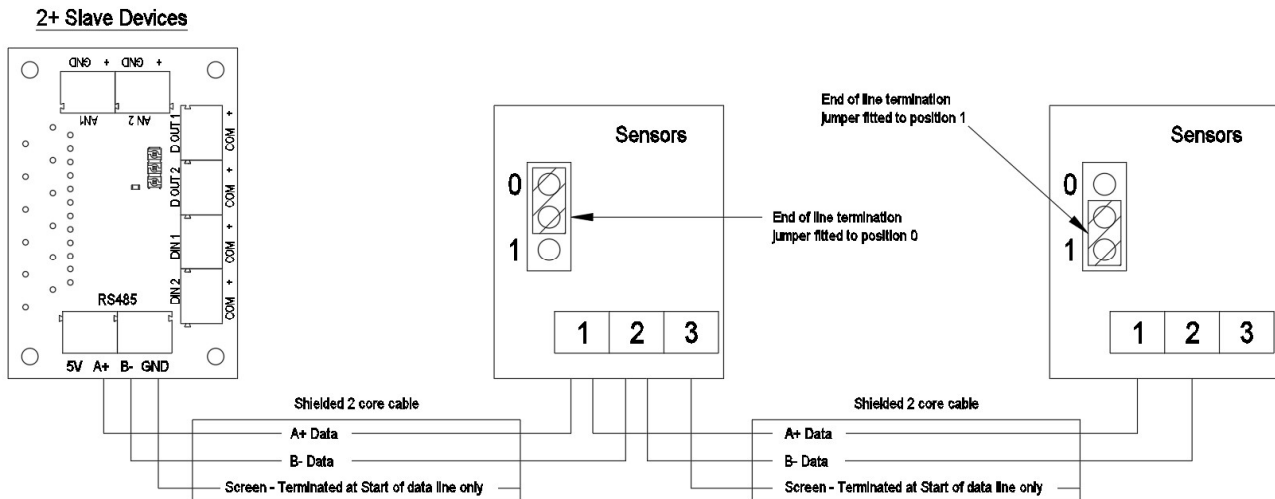 2+ Slave Devices
GND + GND +
AN1 AN 2
D OUT 1
COM +
D OUT 2
COM +
DIN 1
COM +
DIN 2
COM +
RS485
5V A+ B- GND
Sensors
0
1
End of line termination
jumper fitted to position 0
1 2 3
End of line termination
jumper fitted to position 1
Sensors
0
1
1 2 3
Shielded 2 core cable
A+ Data
B- Data
Screen - Terminated at Start of data line only
Shielded 2 core cable
A+ Data
B- Data
Screen - Terminated at Start of data line only